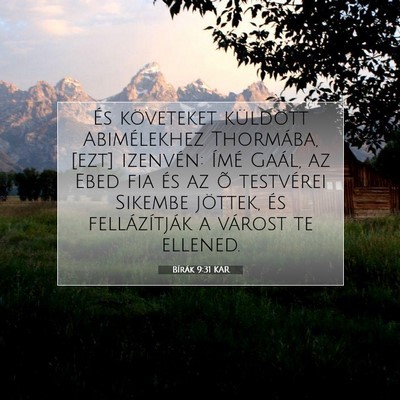 És követeket küldött
Abimélekhez Thormába,
[ezt] izenvén: Ímé Gaál, az
Ebed fia és az õ testvérei
Sikembe jöttek, és
fellázítják a várost te
ellened.
Bírák 9:31 KAR